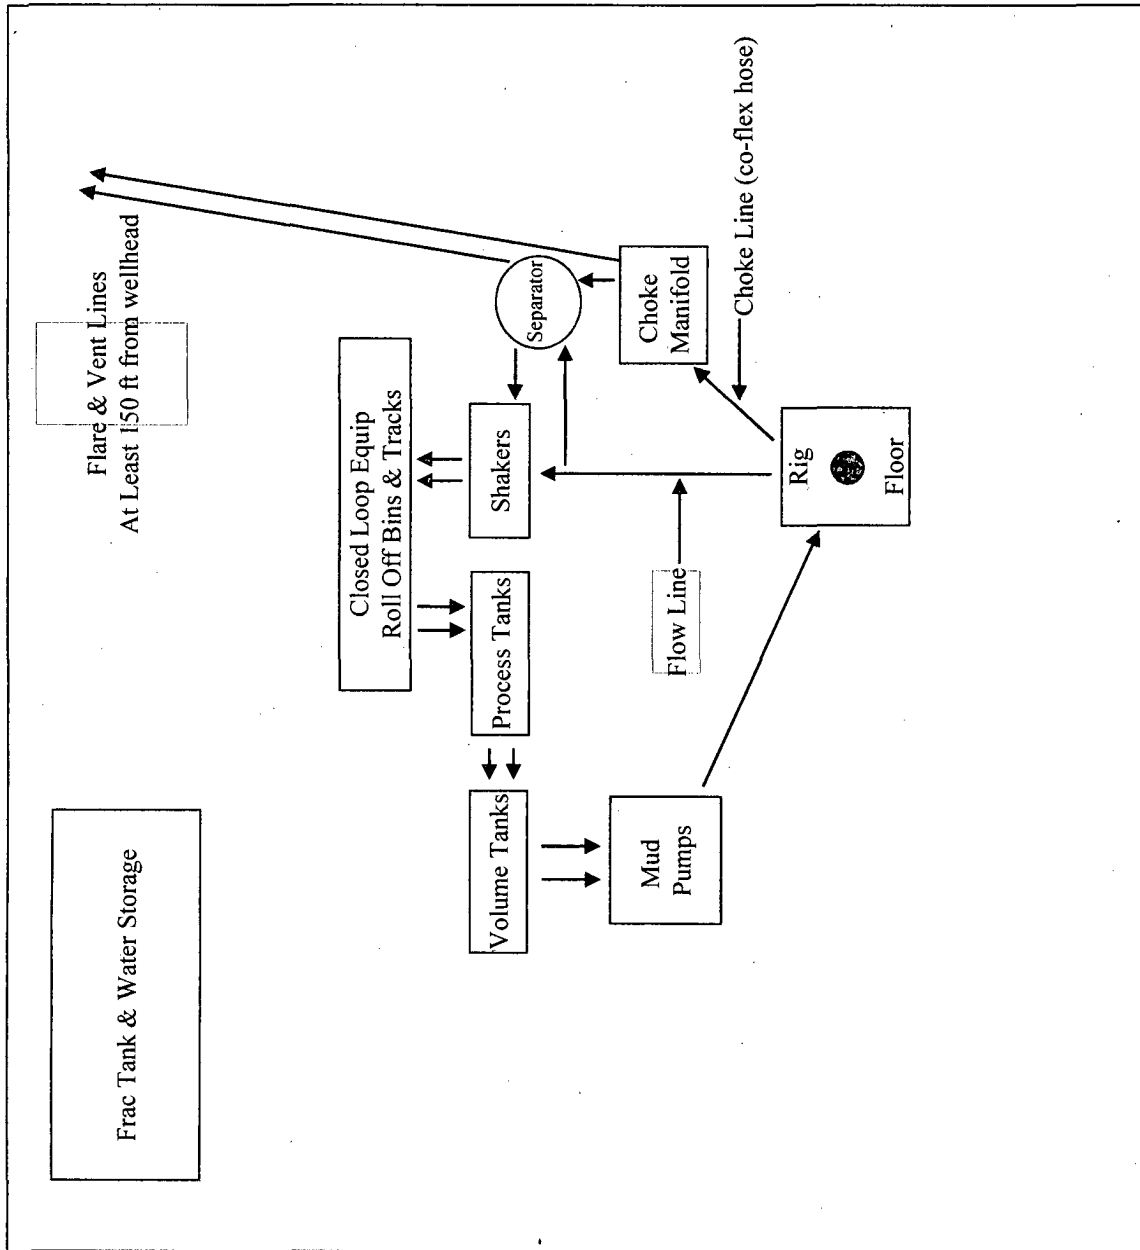 Frac Tank & Water Storage
Flare & Vent Lines
At Least 150 ft from wellhead
Closed Loop Equip
Roll Off Bins & Tracks
Volume Tanks
Process Tanks
Shakers
Separator
Mud
Pumps
Flow Line
Choke
Manifold
Choke Line (co-flex hose)
Rig
Floor